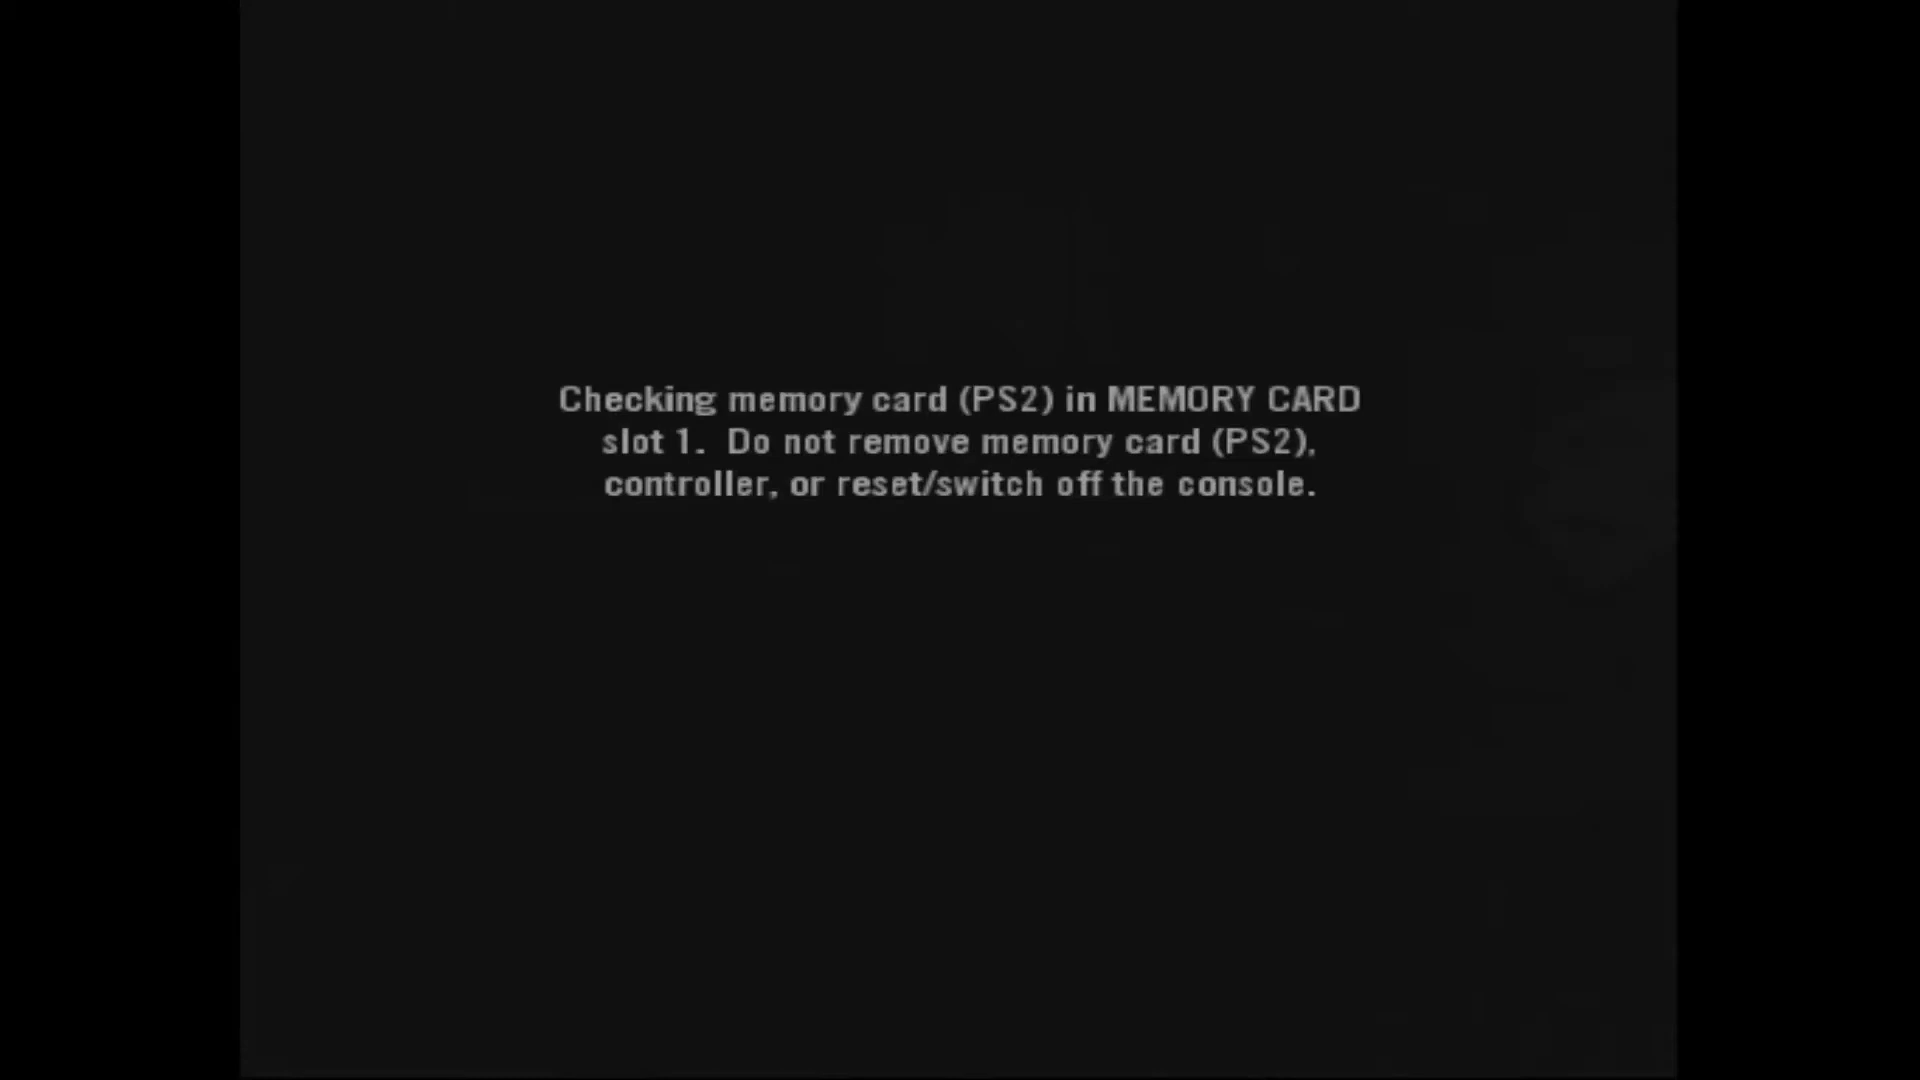 Checking memory card (PS2) in MEMORY CARD
slot 1.  Do not remove memory card (PS2),
controller, or reset/switch off the console.